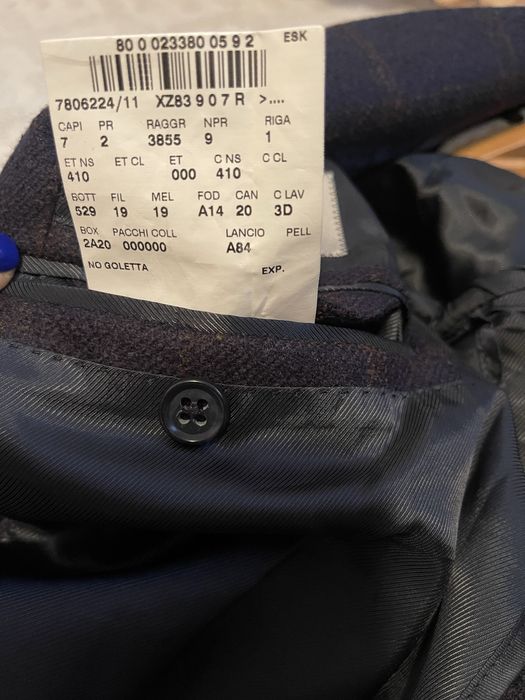 80 0 023380 0 5 9 2 ESK
7806224/11 XZ83 9 0 7 R >....
CAPI PR RAGGR NPR RIGA
7 2 3855 9 1
ET NS ET CL ET C NS C CL
410 000 410
BOTT FIL MEL FOD CAN C LAV
529 19 19 A14 20 3D
BOX PACCHI COLL LANCIO PELL
2A20 000000 A84
NO GOLETTA EXP.